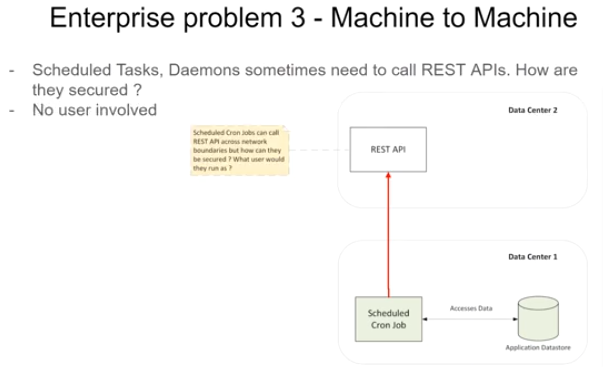 Enterprise problem 3 - Machine to Machine
- Scheduled Tasks, Daemons sometimes need to call REST APIs. How are
they secured ?
- No user involved
Data Center 2
Scheduled Cron Jobs can call
REST API across network
boundaries but how can they
be secured ? What user would
they run as ?
REST API
Data Center 1
Scheduled
Cron Job
Accesses Data
Application Datastore